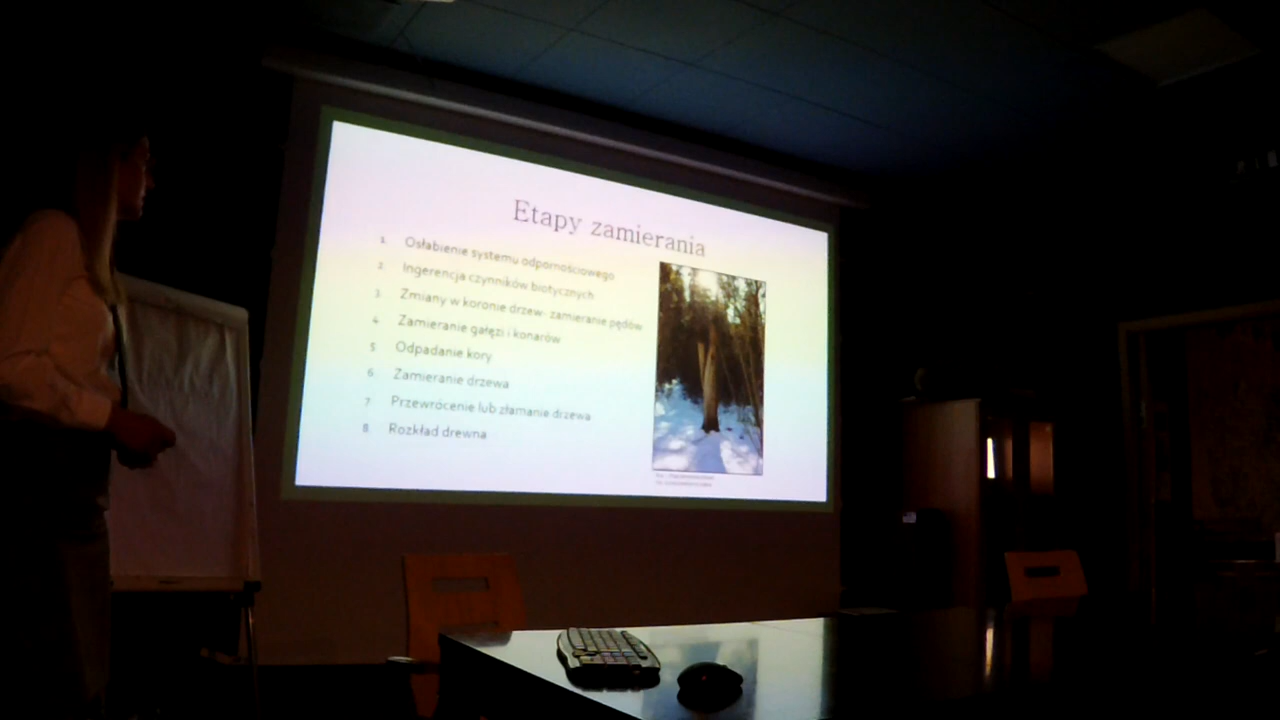 Etapy zamierania
1. Osłabienie systemu odpornościowego
2. Ingerencja czynników biotycznych
3. Zmiany w koronie drzew- zamieranie pędów
4. Zamieranie gałęzi i konarów
5. Odpadanie kory
6. Zamieranie drzewa
7. Przewrócenie lub złamanie drzewa
8. Rozkład drewna